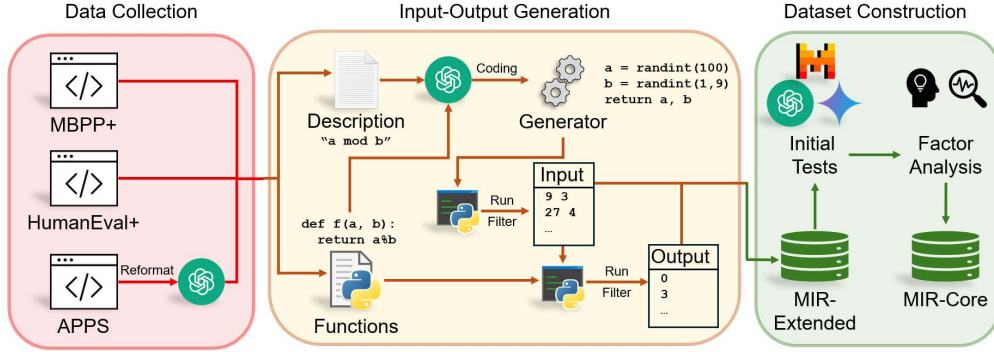 Data Collection
Input-Output Generation
Dataset Construction
</>
MBPP+
</>
HumanEval+
Reformat
</>
APPS
Description
“a mod b”
Coding
Generator
a = randint(100)
b = randint(1,9)
return a, b
def f(a, b):
return a%b
Functions
Run
Filter
Input
9 3
27 4
...
Run
Filter
Output
0
3
...
Initial
Tests
Factor
Analysis
MIR-
Extended
MIR-Core